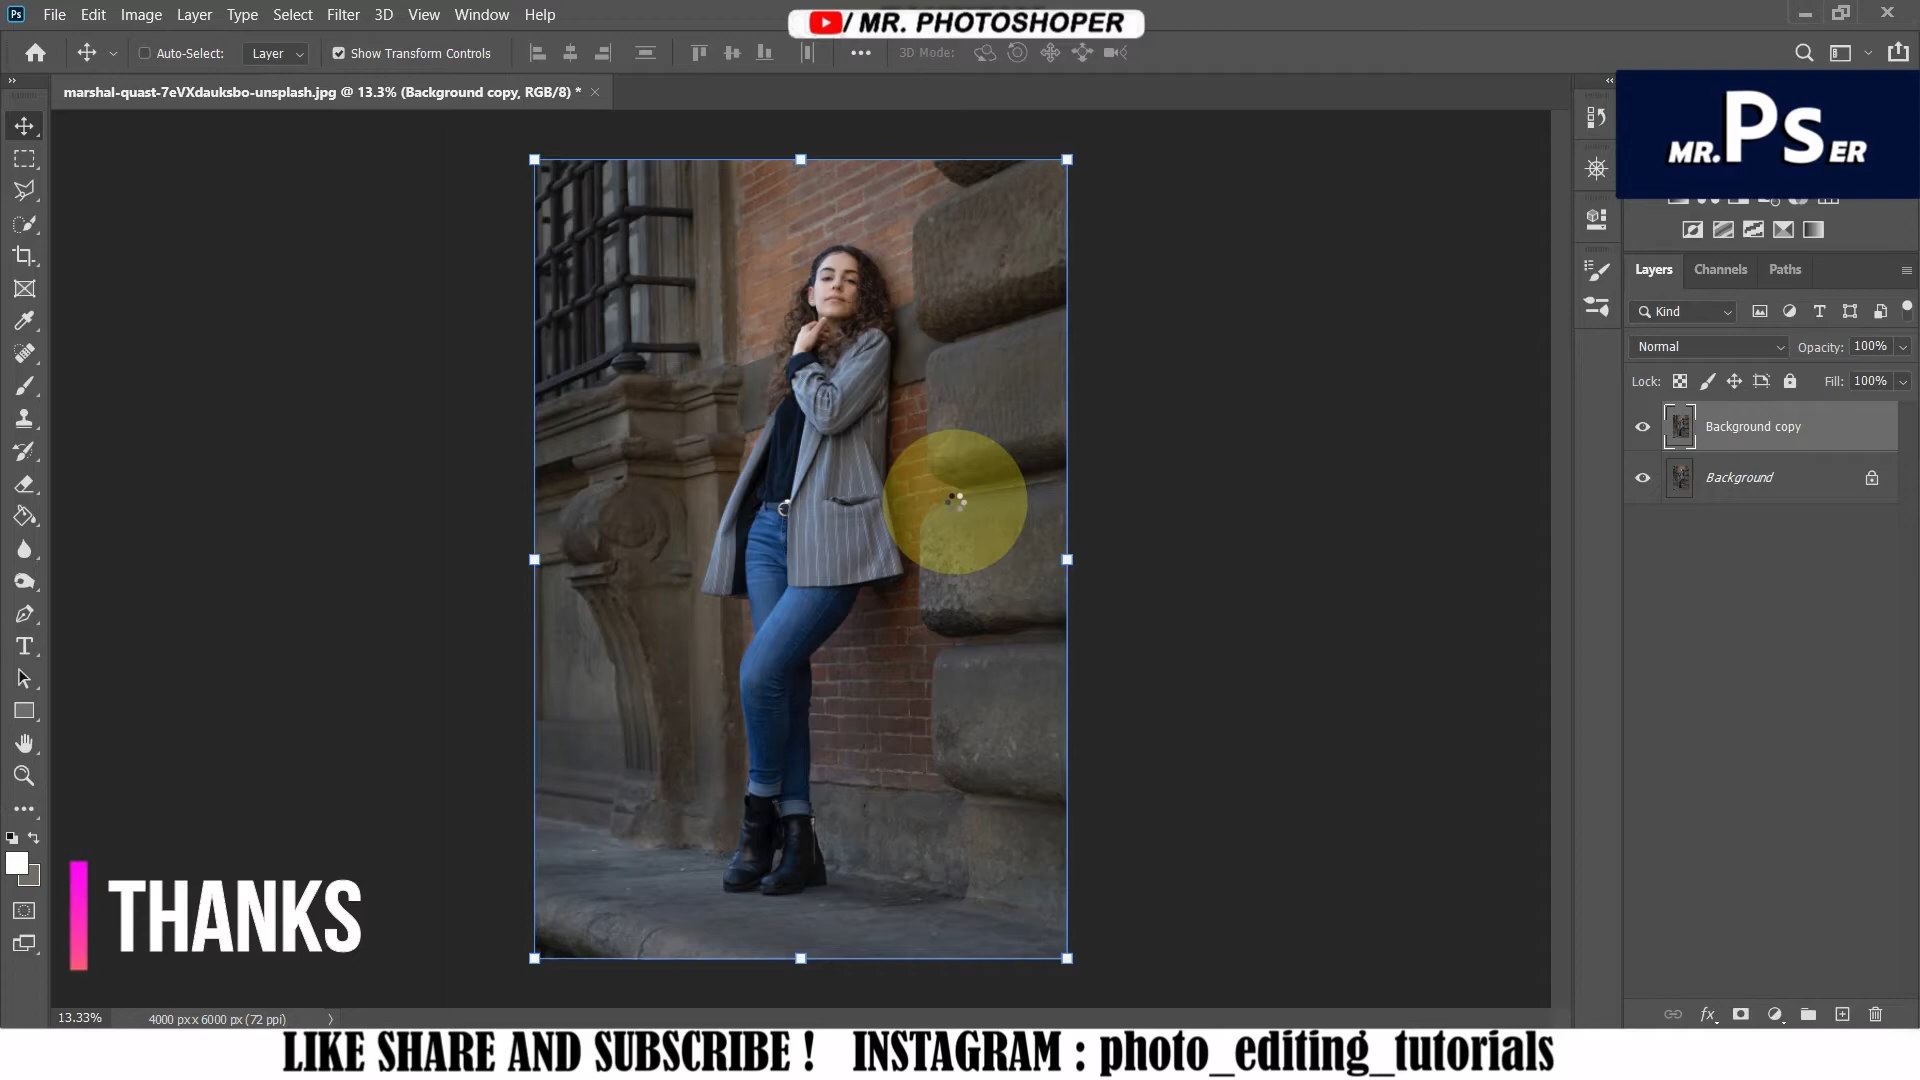 Ps File Edit Image Layer Type Select Filter 3D View Window Help
/ MR. PHOTOSHOPER
Auto-Select: Layer Show Transform Controls 3D Mode:
marshal-quast-7eVXdauksbo-unsplash.jpg @ 13.3% (Background copy, RGB/8) *
MR.PSER
Layers Channels Paths
Kind
Normal Opacity: 100%
Lock: Fill: 100%
Background copy
Background
THANKS
13.33% 4000 px x 6000 px (72 ppi)
LIKE SHARE AND SUBSCRIBE ! INSTAGRAM : photo_editing_tutorials